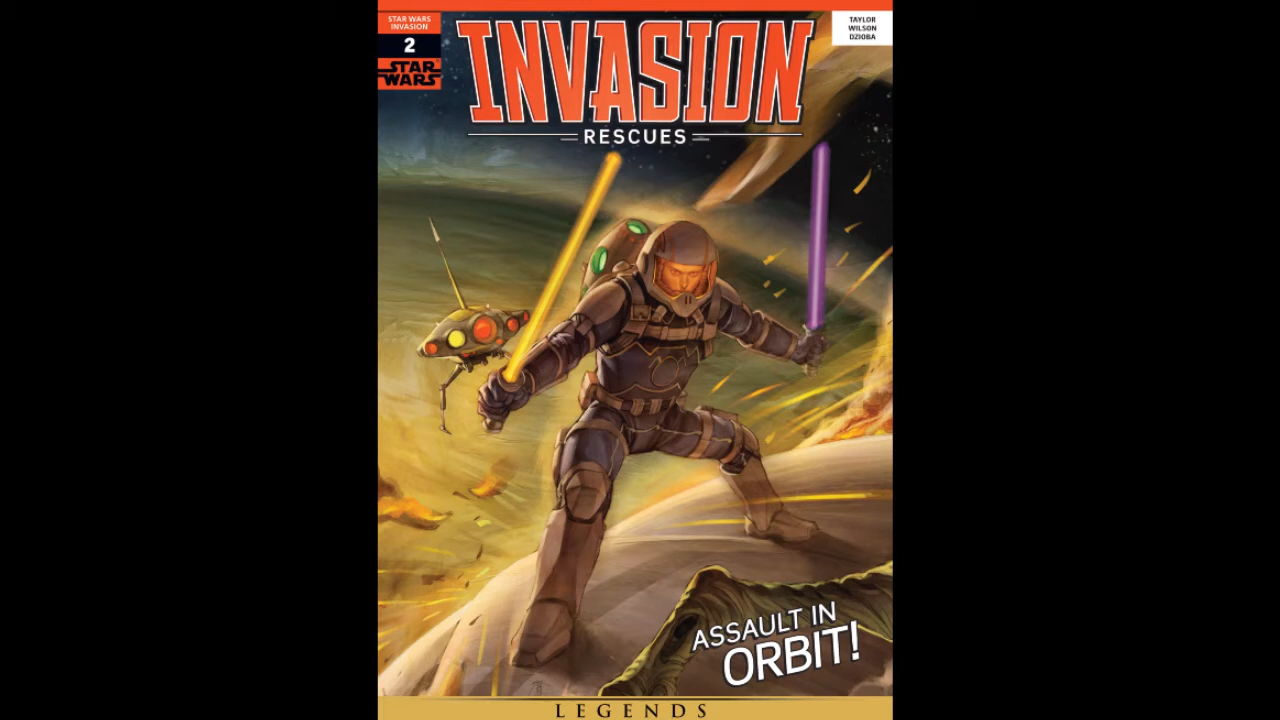 STAR WARS
INVASION
2
STAR
WARS
INVASION
RESCUES
TAYLOR
WILSON
DZIOBA
ASSAULT IN
ORBIT!
LEGENDS